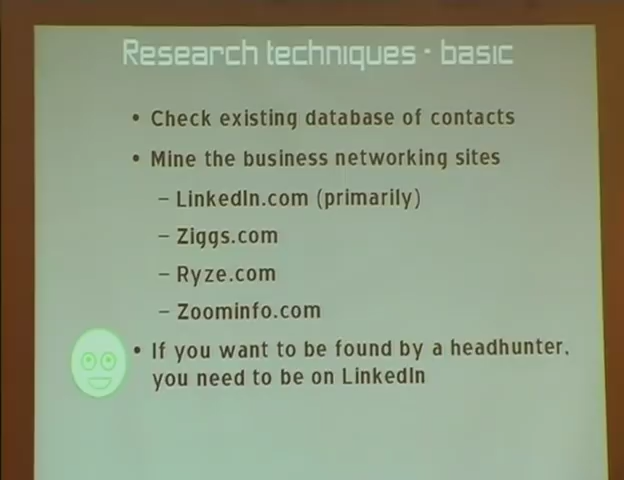 Research techniques - basic
• Check existing database of contacts
• Mine the business networking sites
– LinkedIn.com (primarily)
– Ziggs.com
– Ryze.com
– Zoominfo.com
• If you want to be found by a headhunter,
you need to be on LinkedIn